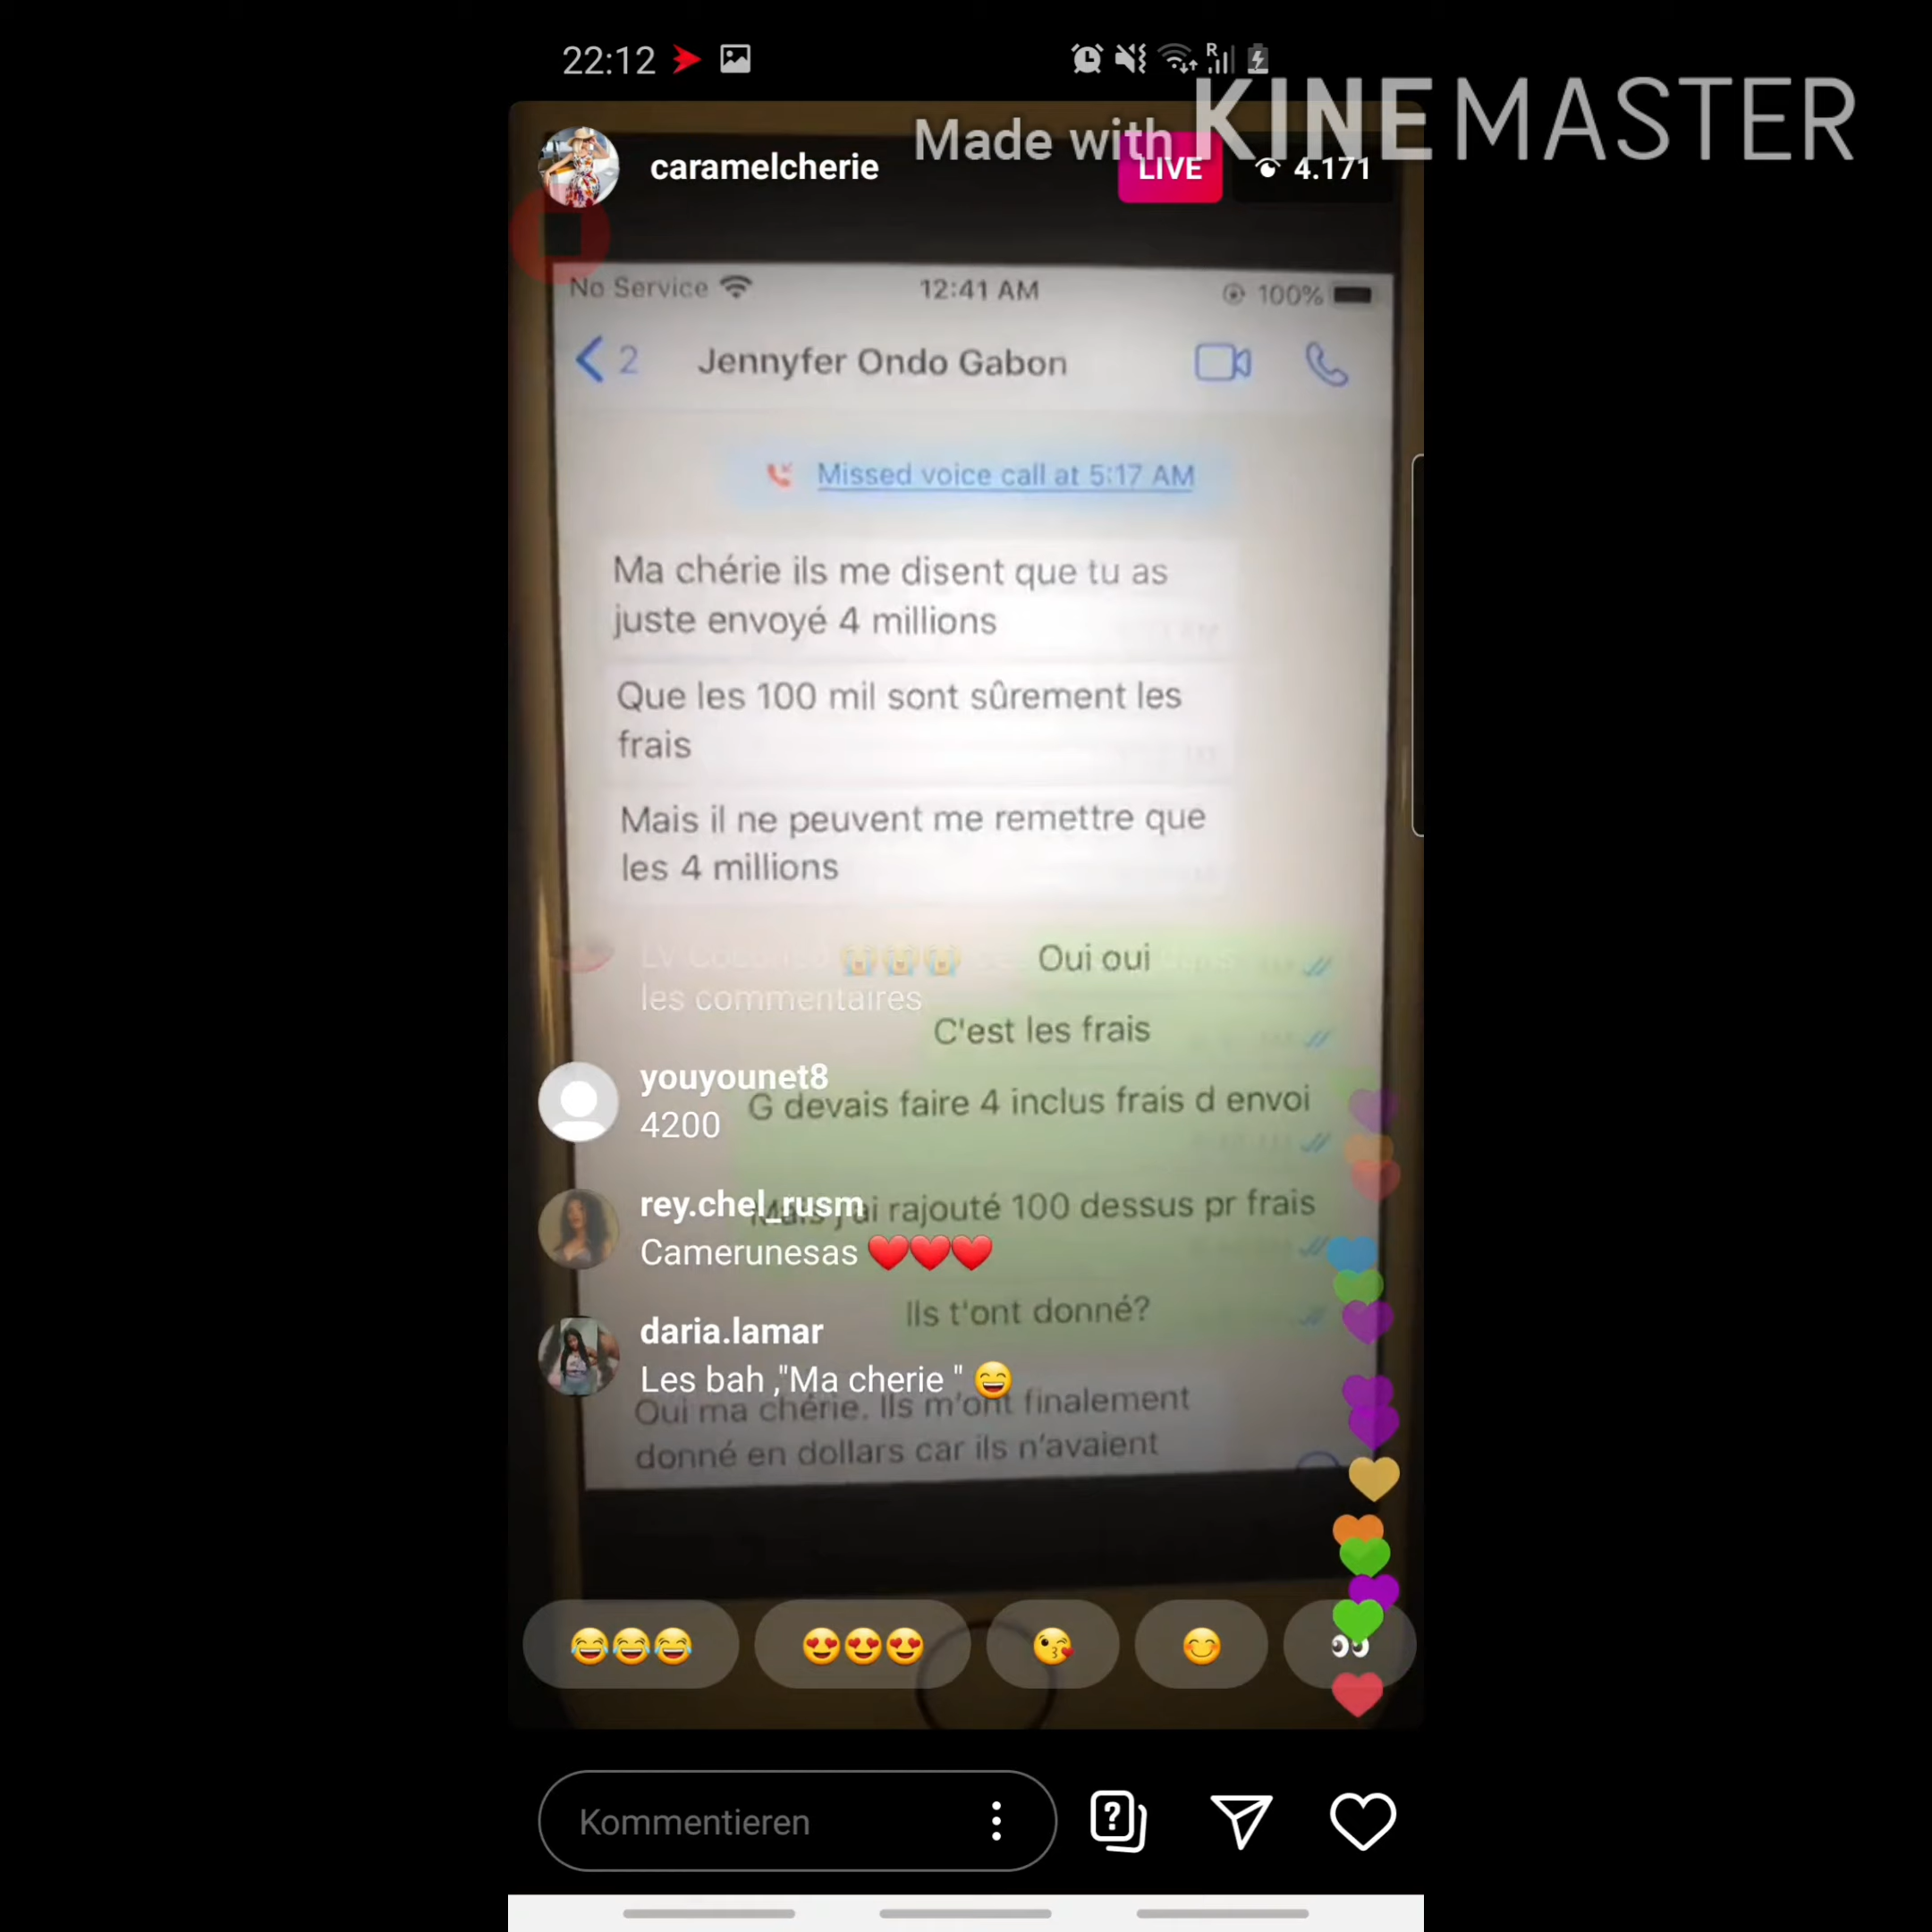 22:12
Made with KINEMASTER
caramelcherie
LIVE
4.171
No Service
12:41 AM
100%
2
Jennyfer Ondo Gabon
Missed voice call at 5:17 AM
Ma chérie ils me disent que tu as
juste envoyé 4 millions
Que les 100 mil sont sûrement les
frais
Mais il ne peuvent me remettre que
les 4 millions
Oui oui
les commentaires
C'est les frais
youyounet8
4200
G devais faire 4 inclus frais d envoi
rey.chel_rusm
Mais j'ai rajouté 100 dessus pr frais
Camerunesas ❤️❤️❤️
Ils t'ont donné?
daria.lamar
Les bah ,"Ma cherie " 😄
Oui ma chérie. Ils m'ont finalement
donné en dollars car ils n'avaient
Kommentieren